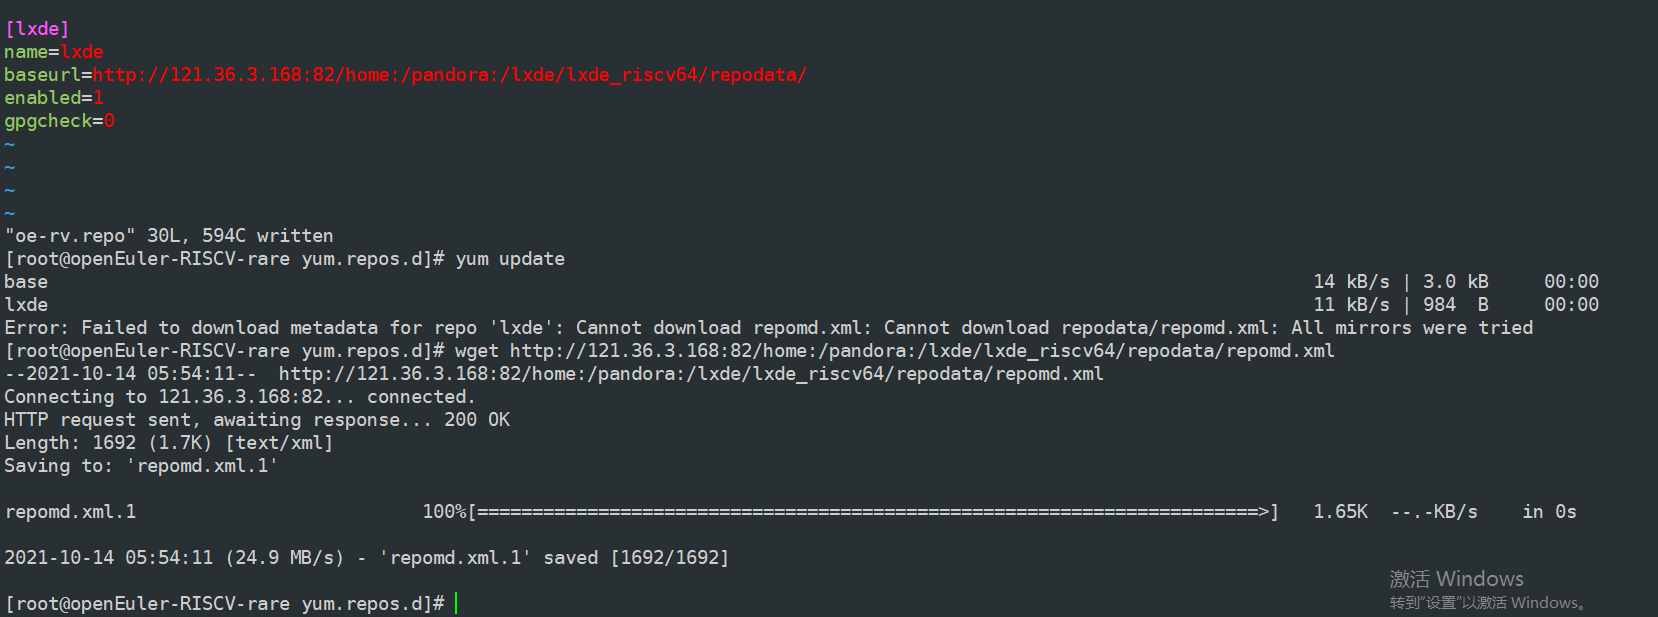 [lxde]
name=lxde
baseurl=http://121.36.3.168:82/home:/pandora:/lxde/lxde_riscv64/repodata/
enabled=1
gpgcheck=0
~
~
~
~
"oe-rv.repo" 30L, 594C written
[root@openEuler-RISCV-rare yum.repos.d]# yum update
base 14 kB/s | 3.0 kB 00:00
lxde 11 kB/s | 984 B 00:00
Error: Failed to download metadata for repo 'lxde': Cannot download repomd.xml: Cannot download repodata/repomd.xml: All mirrors were tried
[root@openEuler-RISCV-rare yum.repos.d]# wget http://121.36.3.168:82/home:/pandora:/lxde/lxde_riscv64/repodata/repomd.xml
--2021-10-14 05:54:11-- http://121.36.3.168:82/home:/pandora:/lxde/lxde_riscv64/repodata/repomd.xml
Connecting to 121.36.3.168:82... connected.
HTTP request sent, awaiting response... 200 OK
Length: 1692 (1.7K) [text/xml]
Saving to: 'repomd.xml.1'
repomd.xml.1 100%[=======================================================================>] 1.65K --.-KB/s in 0s
2021-10-14 05:54:11 (24.9 MB/s) - 'repomd.xml.1' saved [1692/1692]
[root@openEuler-RISCV-rare yum.repos.d]#
激活 Windows
转到“设置”以激活 Windows。